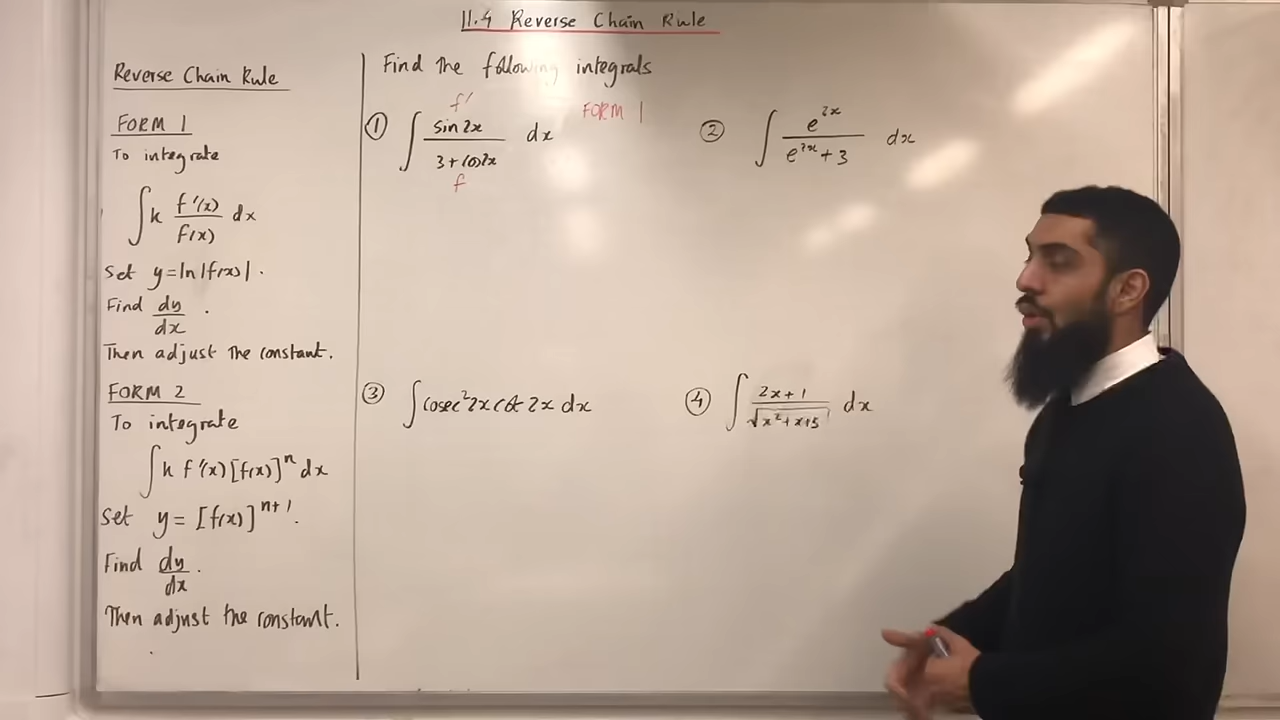 11.4 Reverse Chain Rule
Reverse Chain Rule
FORM 1
To integrate
∫ k f'(x)/f(x) dx
Set y = ln|f(x)|.
Find dy/dx.
Then adjust the constant.
FORM 2
To integrate
∫ k f'(x) [f(x)]^n dx
Set y = [f(x)]^(n+1).
Find dy/dx.
Then adjust the constant.
Find the following integrals
f'
① ∫ sin 2x / (3 + cos 2x) dx FORM 1
f
② ∫ e^(2x) / (e^(2x) + 3) dx
③ ∫ cosec² 2x cot 2x dx
④ ∫ (2x + 1) / √(x² + x + 5) dx